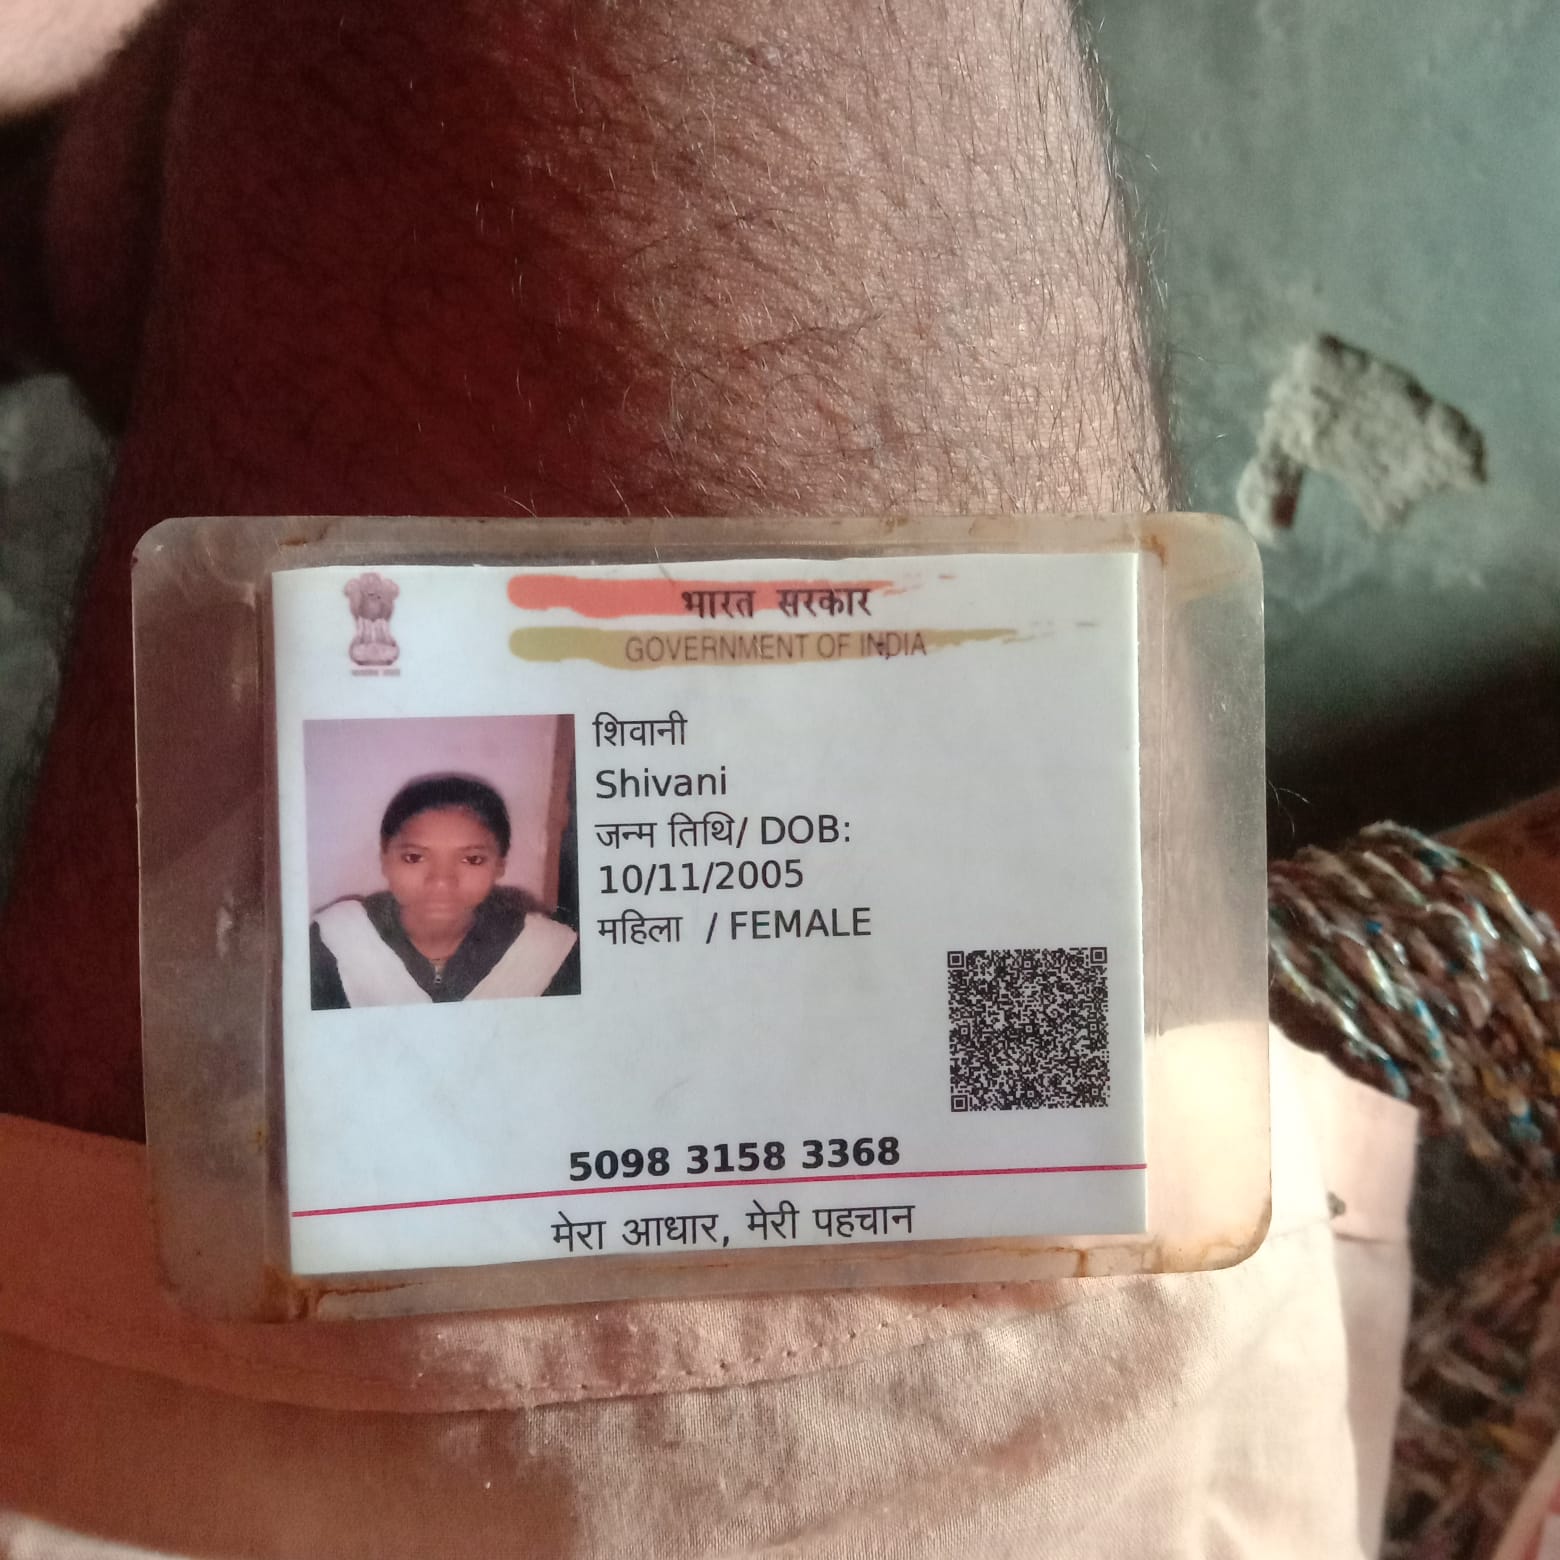 भारत सरकार
GOVERNMENT OF INDIA
शिवानी
Shivani
जन्म तिथि/ DOB:
10/11/2005
महिला / FEMALE
5098 3158 3368
मेरा आधार, मेरी पहचान